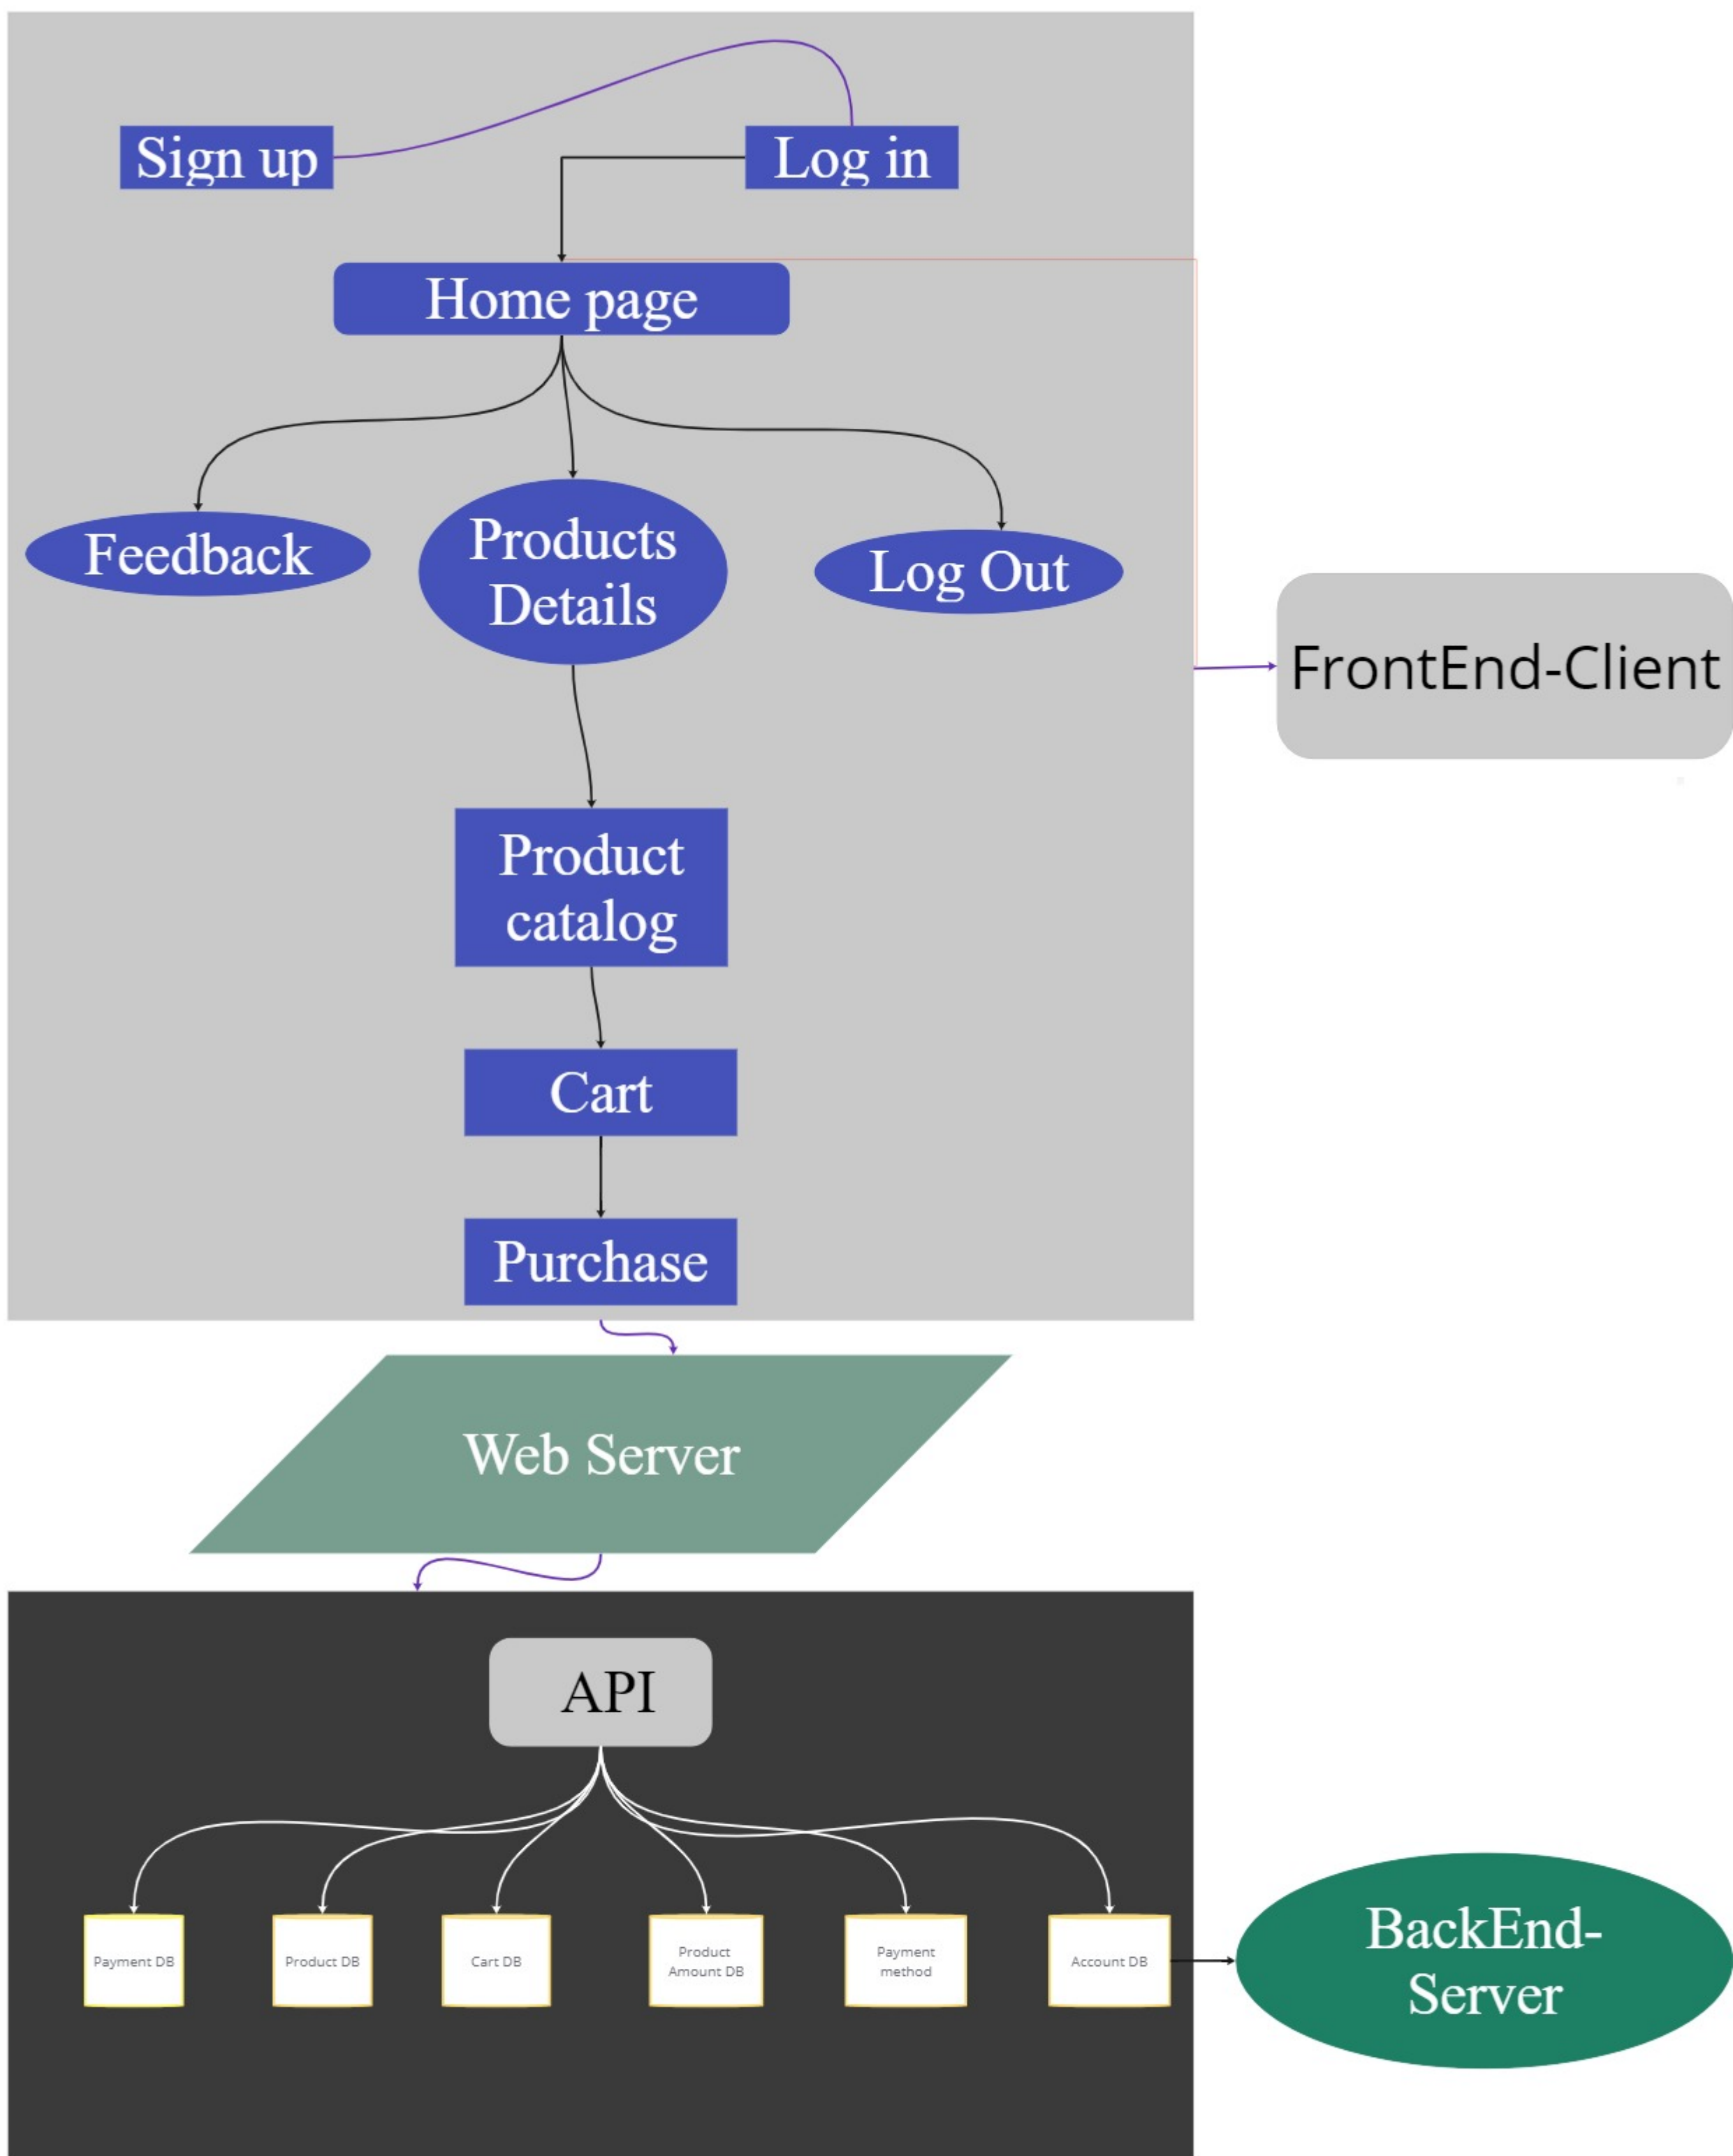 Sign up
Log in
Home page
Feedback
Products
Details
Log Out
FrontEnd-Client
Product
catalog
Cart
Purchase
Web Server
API
Payment DB
Product DB
Cart DB
Product
Amount DB
Payment
method
Account DB
BackEnd-
Server